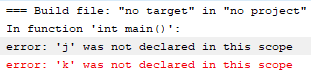 === Build file: "no target" in "no project"
In function 'int main()':
error: 'j' was not declared in this scope
error: 'k' was not declared in this scope